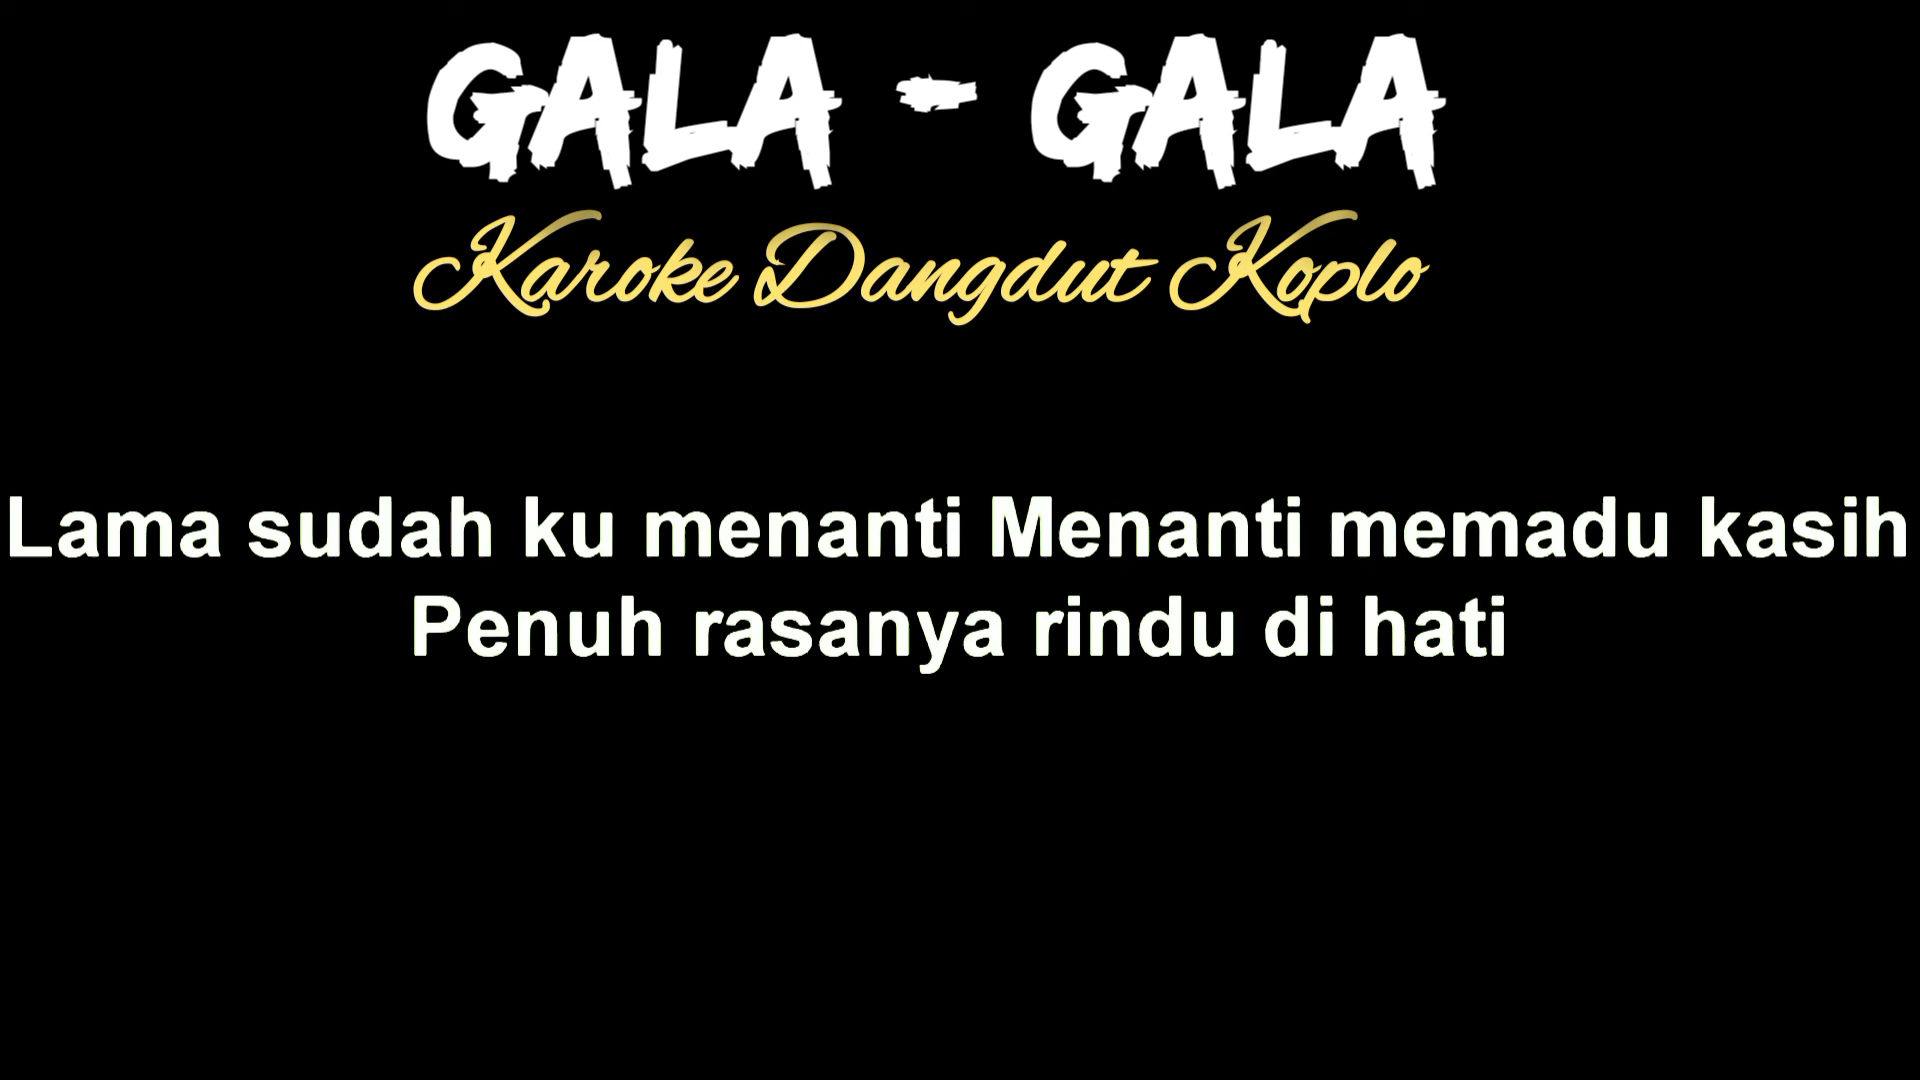 GALA - GALA
Karoke Dangdut Koplo
Lama sudah ku menanti Menanti memadu kasih
Penuh rasanya rindu di hati